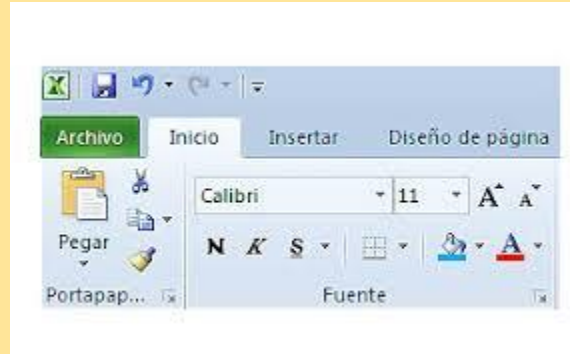 Archivo Inicio Insertar Diseño de página
Calibri 11 A A
Pegar N K S A
Portapap... Fuente